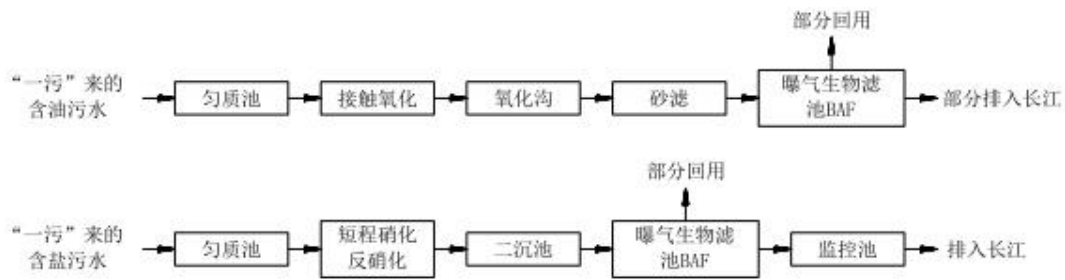 部分回用
“一污”来的
含油污水
匀质池
接触氧化
氧化沟
砂滤
曝气生物滤
池BAF
部分排入长江
部分回用
“一污”来的
含盐污水
匀质池
短程硝化
反硝化
二沉池
曝气生物滤
池BAF
监控池
排入长江